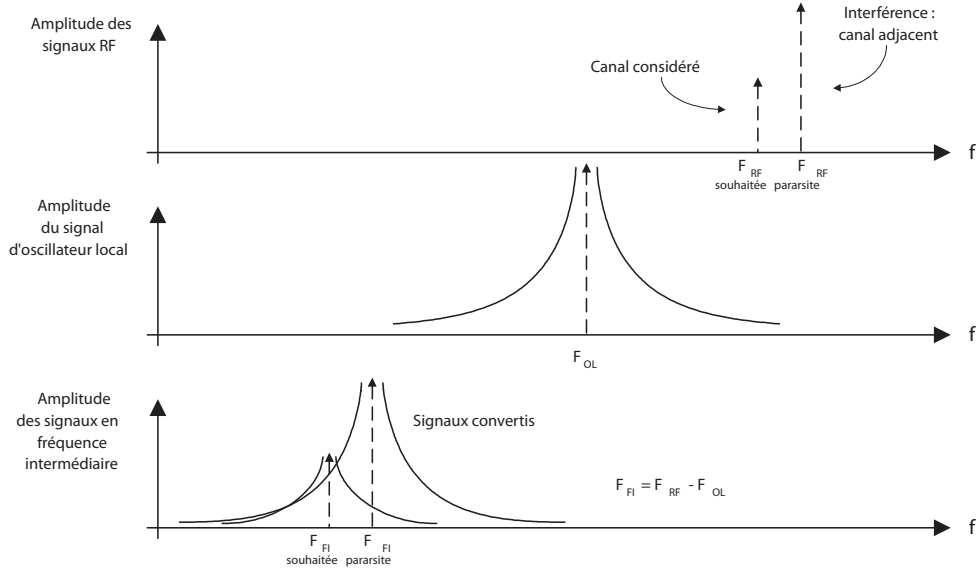 Amplitude des
signaux RF
Interférence :
canal adjacent
Canal considéré
f
F RF F RF
souhaitée pararsite
Amplitude
du signal
d'oscillateur local
f
F OL
Amplitude
des signaux en
fréquence
intermédiaire
Signaux convertis
F FI = F RF - F OL
f
F FI F FI
souhaitée pararsite